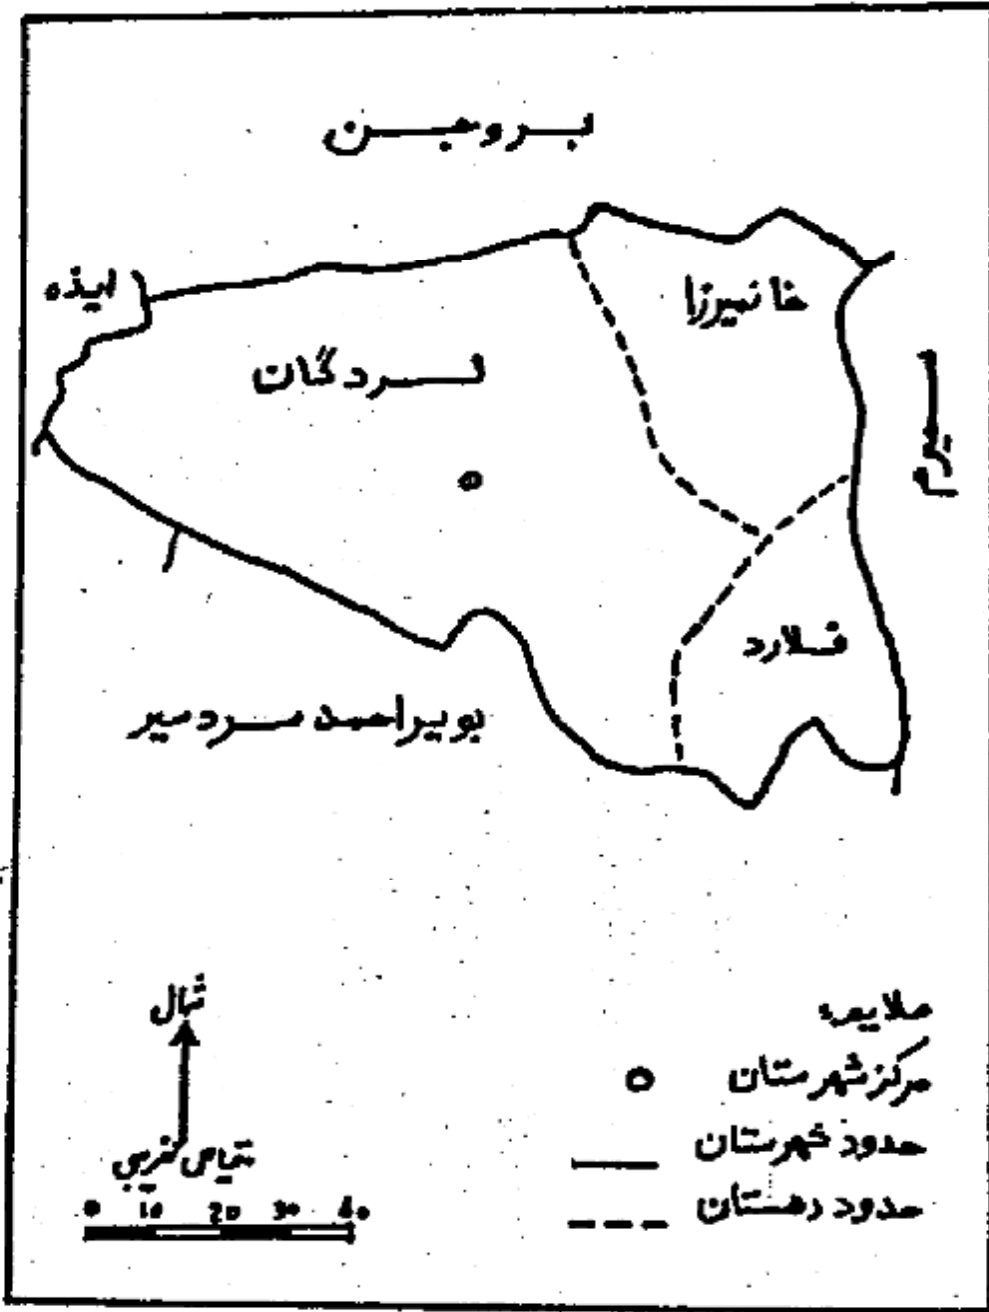 بروجن
ایذه
خانمیرزا
لردگان
سمیرم
فلارد
بویراحمد سردسیر
شمال
مقیاس تقریبی
0 10 20 30 40
علایم
مرکز شهرستان
حدود شهرستان
حدود دهستان